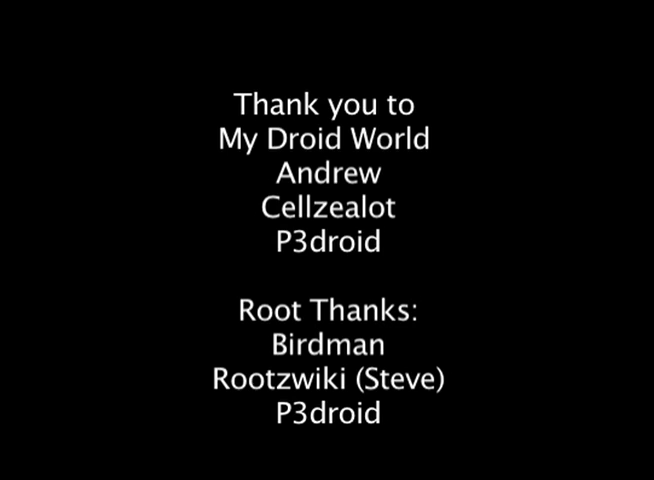 Thank you to
My Droid World
Andrew
Cellzealot
P3droid
Root Thanks:
Birdman
Rootzwiki (Steve)
P3droid